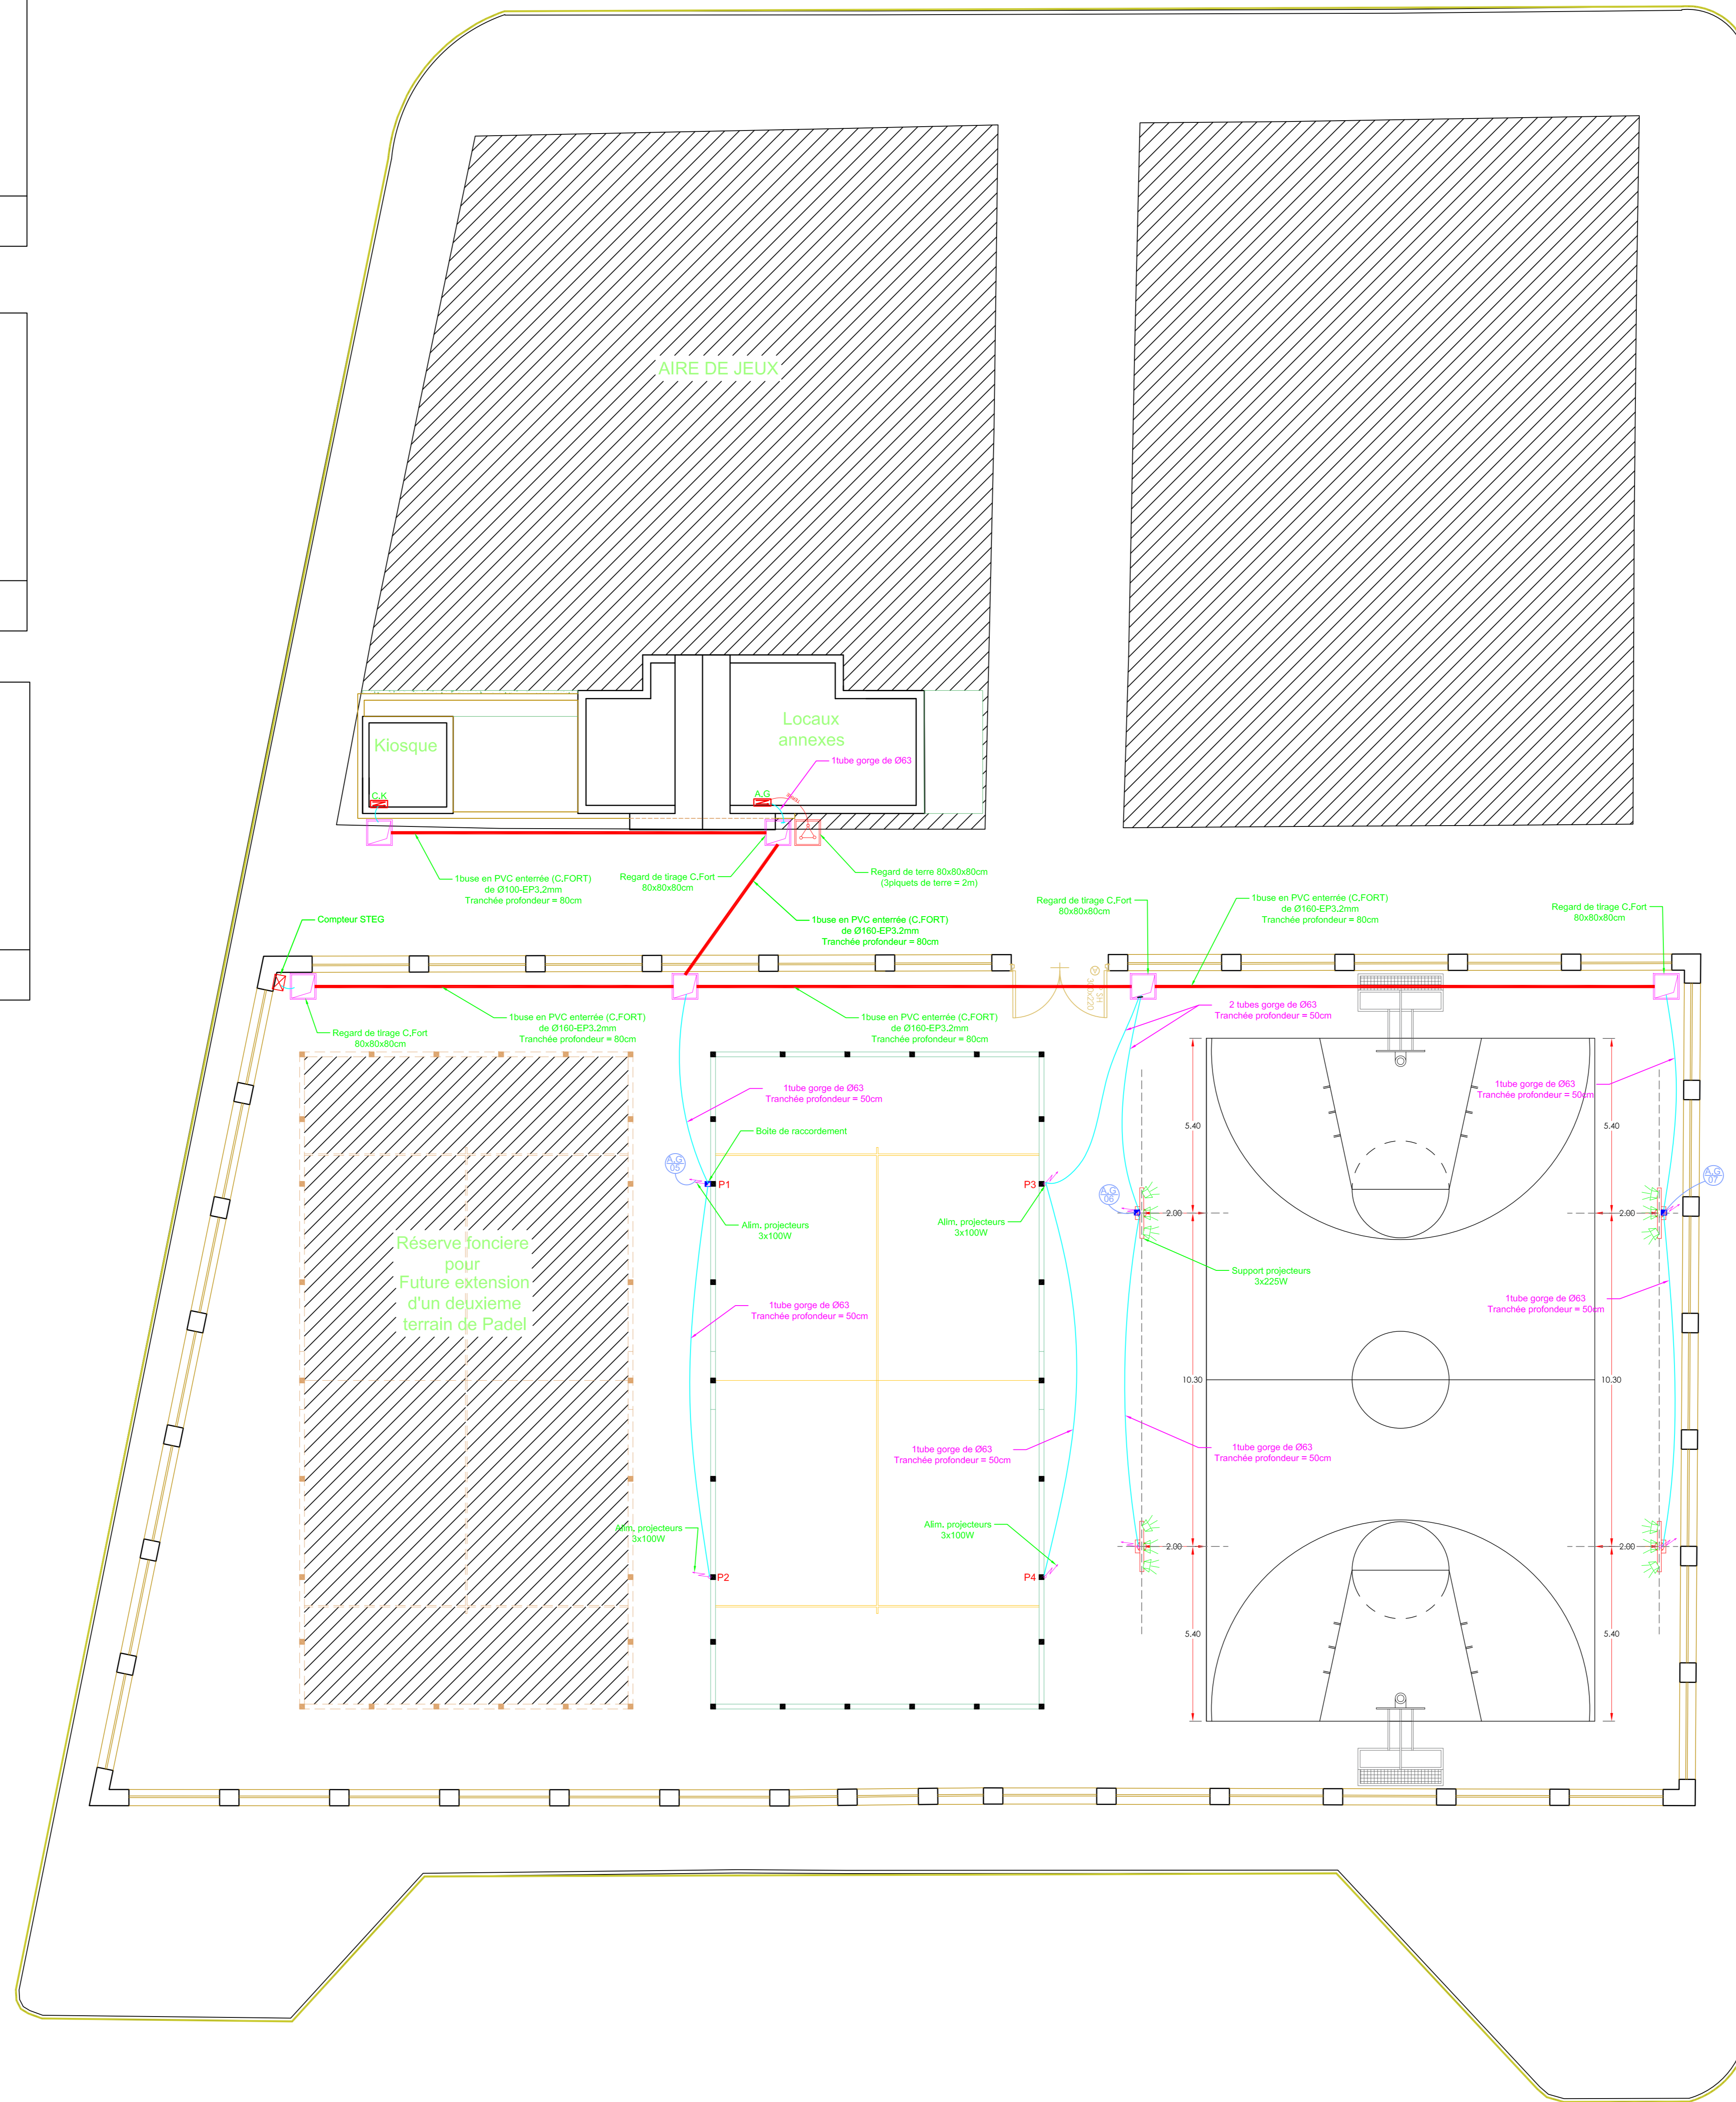 AIRE DE JEUX
Locaux
annexes
Kiosque
1tube gorge de Ø63
C.K
A.G
1buse en PVC enterrée (C.FORT)
de Ø100-EP3.2mm
Tranchée profondeur = 80cm
Regard de tirage C.Fort
80x80x80cm
Regard de terre 80x80x80cm
(3piquets de terre = 2m)
Compteur STEG
1buse en PVC enterrée (C.FORT)
de Ø160-EP3.2mm
Tranchée profondeur = 80cm
Regard de tirage C.Fort
80x80x80cm
1buse en PVC enterrée (C.FORT)
de Ø160-EP3.2mm
Tranchée profondeur = 80cm
Regard de tirage C.Fort
80x80x80cm
Regard de tirage C.Fort
80x80x80cm
1buse en PVC enterrée (C.FORT)
de Ø160-EP3.2mm
Tranchée profondeur = 80cm
1buse en PVC enterrée (C.FORT)
de Ø160-EP3.2mm
Tranchée profondeur = 80cm
2 tubes gorge de Ø63
Tranchée profondeur = 50cm
1tube gorge de Ø63
Tranchée profondeur = 50cm
1tube gorge de Ø63
Tranchée profondeur = 50cm
5.40
5.40
Boite de raccordement
A.G
05
P1
P3
A.G
06
A.G
07
2.00
2.00
Alim. projecteurs
3x100W
Alim. projecteurs
3x100W
Réserve fonciere
pour
Future extension
d'un deuxieme
terrain de Padel
Support projecteurs
3x225W
1tube gorge de Ø63
Tranchée profondeur = 50cm
1tube gorge de Ø63
Tranchée profondeur = 50cm
10.30
10.30
1tube gorge de Ø63
Tranchée profondeur = 50cm
1tube gorge de Ø63
Tranchée profondeur = 50cm
Alim. projecteurs
3x100W
Alim. projecteurs
3x100W
2.00
2.00
P2
P4
5.40
5.40